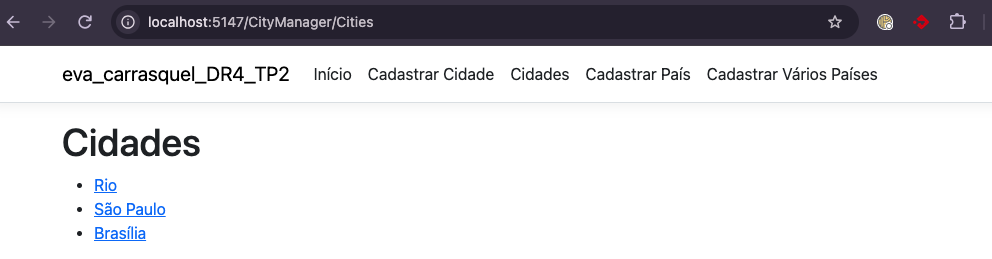 localhost:5147/CityManager/Cities
eva_carrasquel_DR4_TP2 Início Cadastrar Cidade Cidades Cadastrar País Cadastrar Vários Países
Cidades
Rio
São Paulo
Brasília